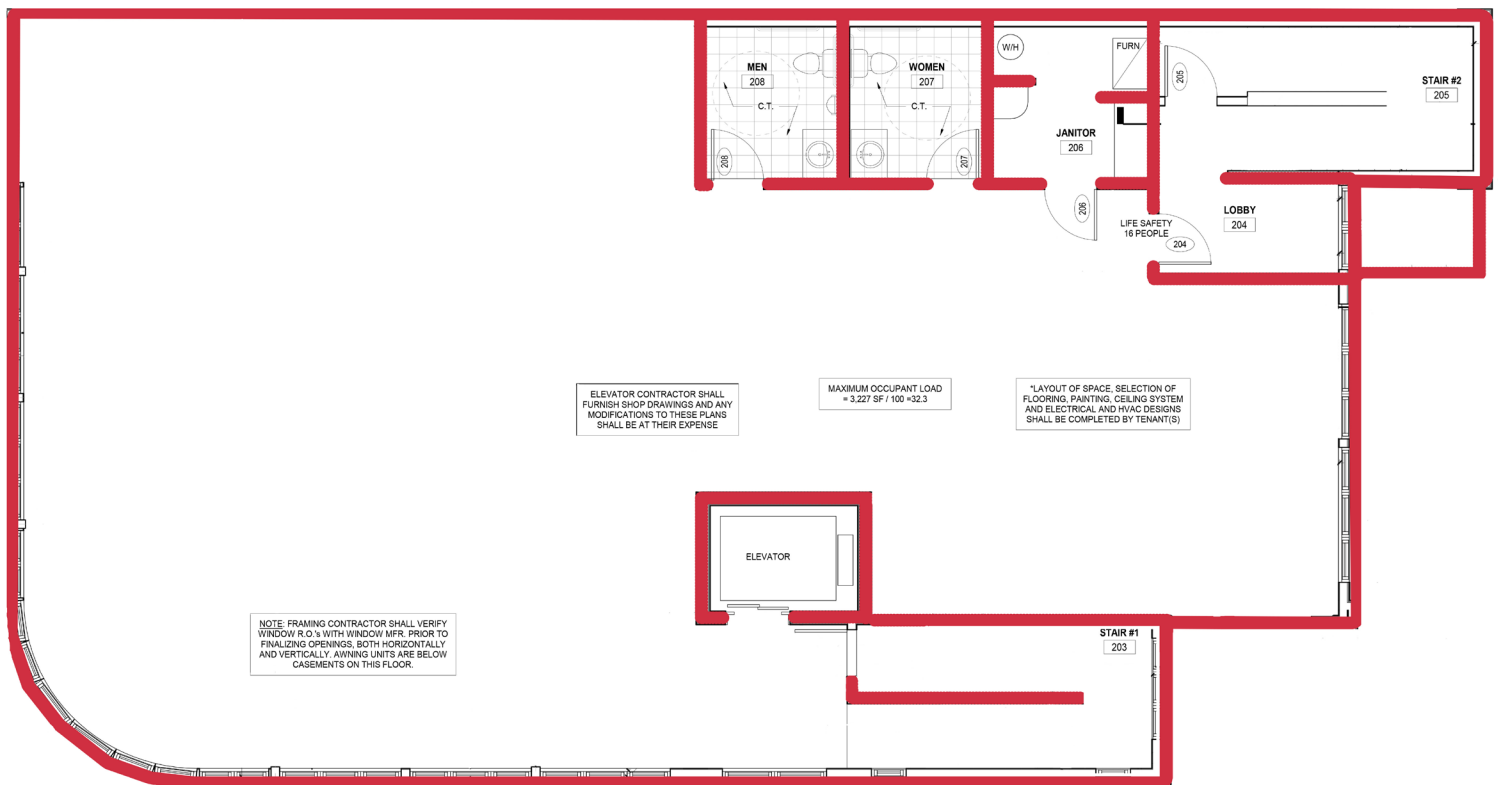 MEN
208
C.T.
208
WOMEN
207
C.T.
207
W/H
FURN
JANITOR
206
206
205
STAIR #2
205
LOBBY
204
LIFE SAFETY
16 PEOPLE
204
ELEVATOR CONTRACTOR SHALL
FURNISH SHOP DRAWINGS AND ANY
MODIFICATIONS TO THESE PLANS
SHALL BE AT THEIR EXPENSE
MAXIMUM OCCUPANT LOAD
= 3,227 SF / 100 =32.3
*LAYOUT OF SPACE, SELECTION OF
FLOORING, PAINTING, CEILING SYSTEM
AND ELECTRICAL AND HVAC DESIGNS
SHALL BE COMPLETED BY TENANT(S)
ELEVATOR
NOTE: FRAMING CONTRACTOR SHALL VERIFY
WINDOW R.O.'s WITH WINDOW MFR. PRIOR TO
FINALIZING OPENINGS, BOTH HORIZONTALLY
AND VERTICALLY. AWNING UNITS ARE BELOW
CASEMENTS ON THIS FLOOR.
STAIR #1
203